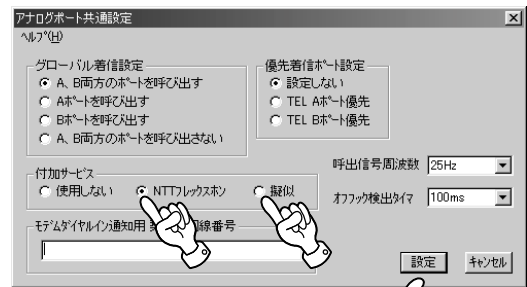 アナログポート共通設定
ヘルプ(H)
グローバル着信設定
A、B両方のポートを呼び出す
Aポートを呼び出す
Bポートを呼び出す
A、B両方のポートを呼び出さない
優先着信ポート設定
設定しない
TEL Aポート優先
TEL Bポート優先
付加サービス
使用しない
NTTフレックスホン
擬似
呼出信号周波数 25Hz
オフフック検出タイマ 100ms
モデムダイヤルイン通知用
回線番号
設定 キャンセル